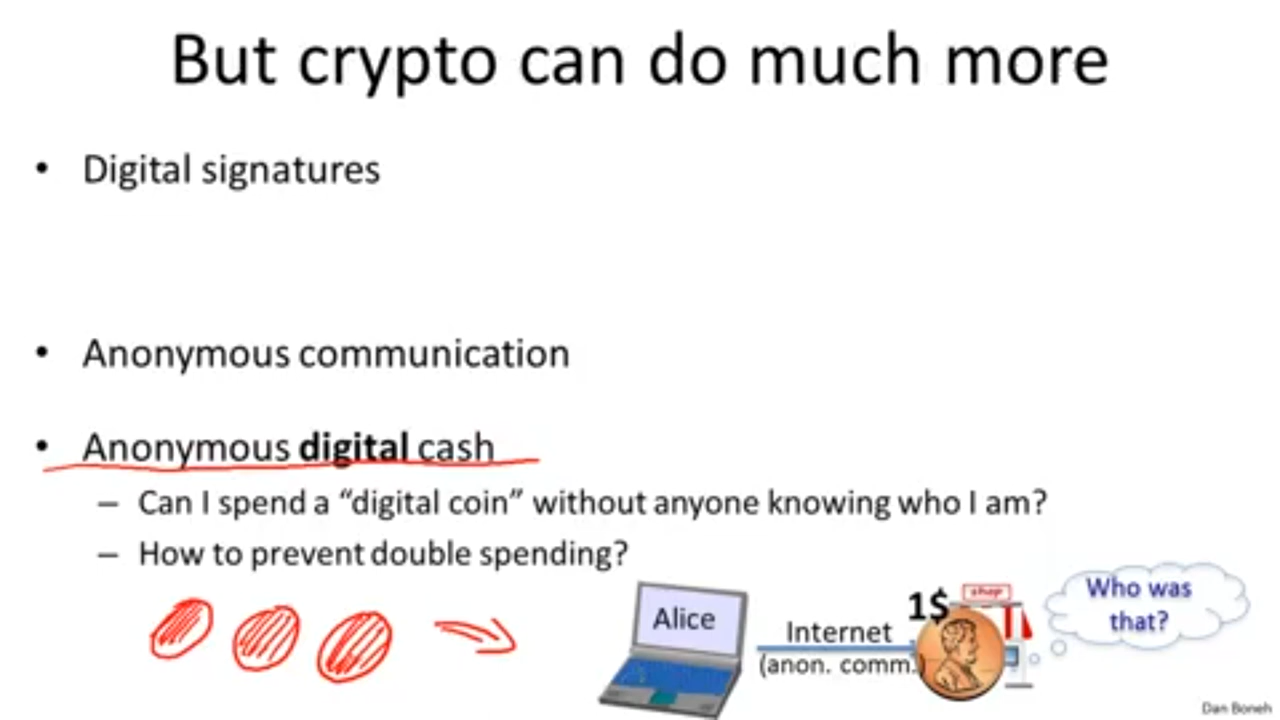 But crypto can do much more
• Digital signatures
• Anonymous communication
• Anonymous digital cash
– Can I spend a “digital coin” without anyone knowing who I am?
– How to prevent double spending?
Alice
Internet
(anon. comm.)
1$
shop
Who was
that?
Dan Boneh